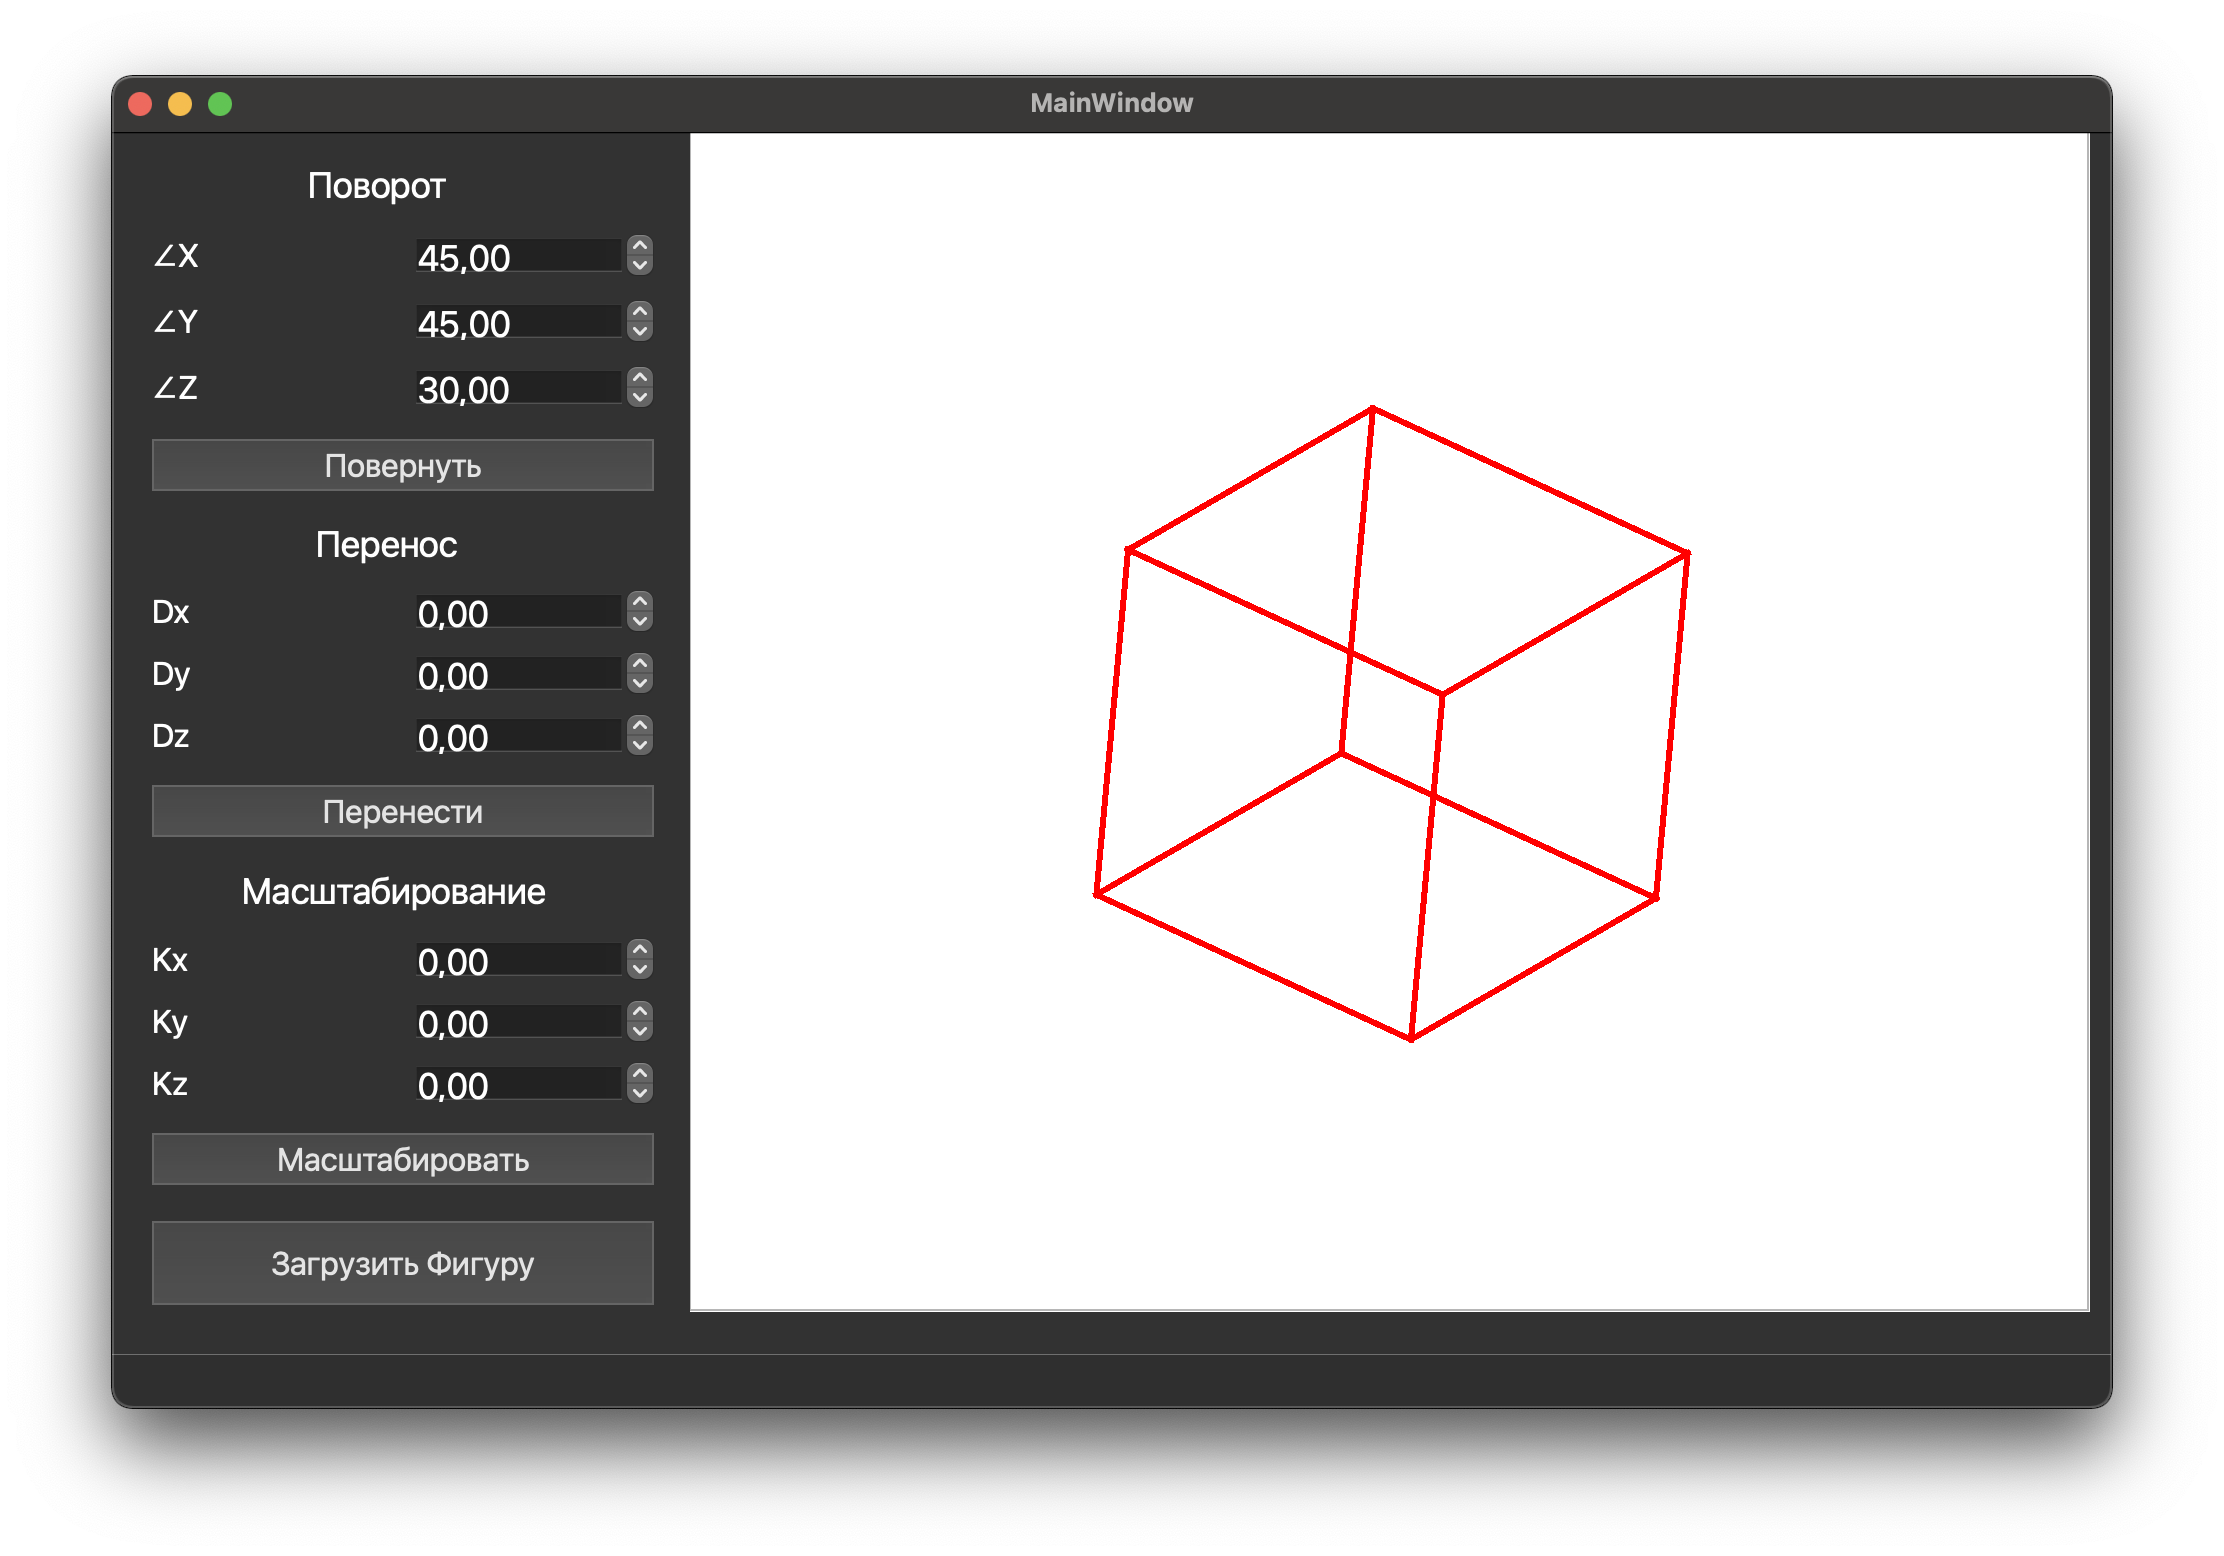 MainWindow
Поворот
∠X 45,00
∠Y 45,00
∠Z 30,00
Повернуть
Перенос
Dx 0,00
Dy 0,00
Dz 0,00
Перенести
Масштабирование
Kx 0,00
Ky 0,00
Kz 0,00
Масштабировать
Загрузить Фигуру